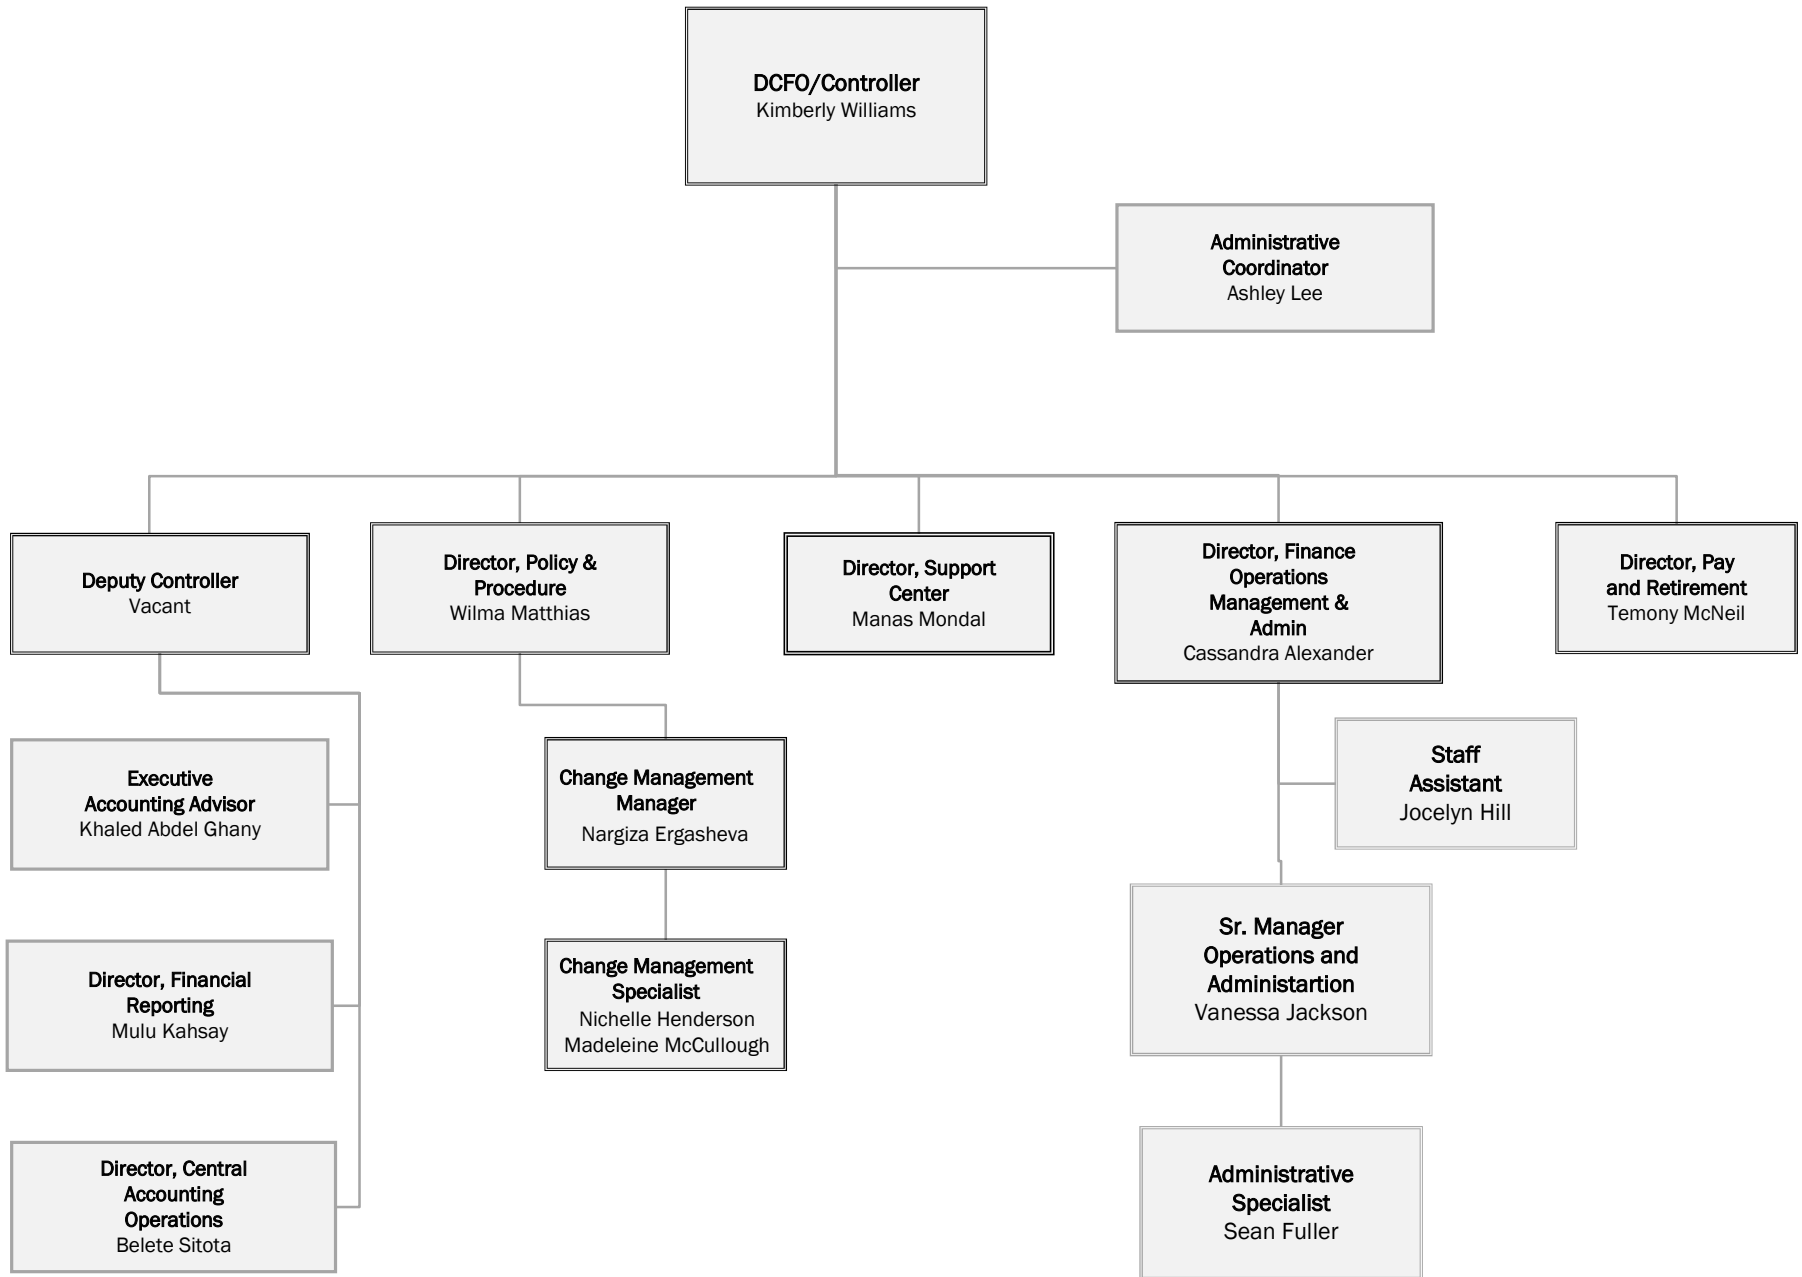 DCFO/Controller
Kimberly Williams
Administrative
Coordinator
Ashley Lee
Deputy Controller
Vacant
Director, Policy &
Procedure
Wilma Matthias
Director, Support
Center
Manas Mondal
Director, Finance
Operations
Management &
Admin
Cassandra Alexander
Director, Pay
and Retirement
Temony McNeil
Executive
Accounting Advisor
Khaled Abdel Ghany
Change Management
Manager
Nargiza Ergasheva
Staff
Assistant
Jocelyn Hill
Director, Financial
Reporting
Mulu Kahsay
Change Management
Specialist
Nichelle Henderson
Madeleine McCullough
Sr. Manager
Operations and
Administartion
Vanessa Jackson
Director, Central
Accounting
Operations
Belete Sitota
Administrative
Specialist
Sean Fuller